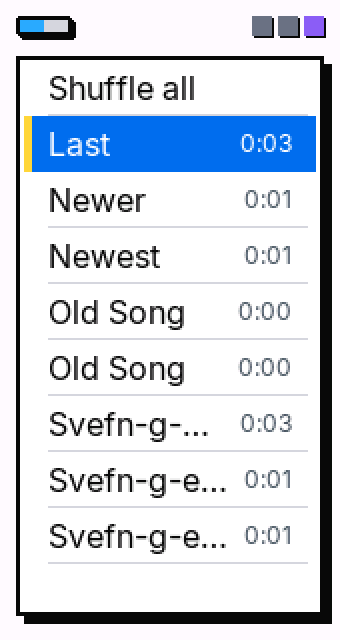 Shuffle all
Last 0:03
Newer 0:01
Newest 0:01
Old Song 0:00
Old Song 0:00
Svefn-g-... 0:03
Svefn-g-e... 0:01
Svefn-g-e... 0:01